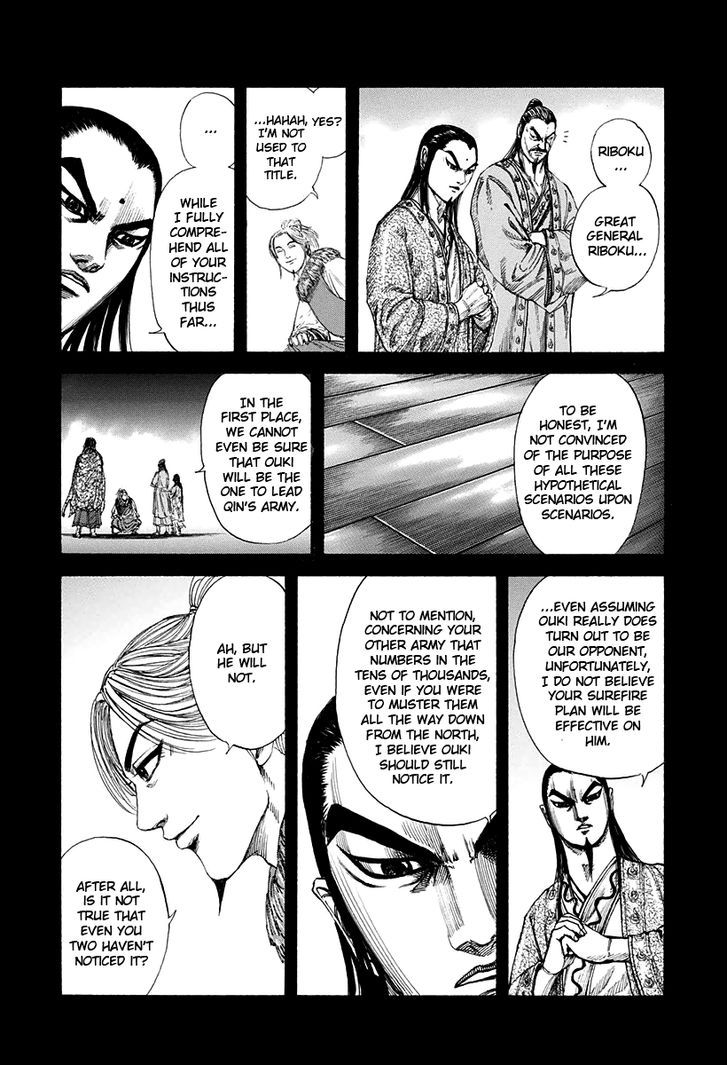 RIBOKU
...
GREAT
GENERAL
RIBOKU...
...HAHAH, YES?
I'M NOT
USED TO
THAT
TITLE.
...
WHILE
I FULLY
COMPRE-
HEND ALL
OF YOUR
INSTRUC-
TIONS
THUS
FAR...
TO BE
HONEST, I'M
NOT CONVINCED
OF THE PURPOSE
OF ALL THESE
HYPOTHETICAL
SCENARIOS UPON
SCENARIOS.
IN THE
FIRST PLACE,
WE CANNOT
EVEN BE SURE
THAT OUKI
WILL BE THE
ONE TO LEAD
QIN'S ARMY.
...EVEN ASSUMING
OUKI REALLY DOES
TURN OUT TO BE
OUR OPPONENT,
UNFORTUNATELY,
I DO NOT BELIEVE
YOUR SUREFIRE
PLAN WILL BE
EFFECTIVE ON
HIM.
NOT TO MENTION,
CONCERNING YOUR
OTHER ARMY THAT
NUMBERS IN THE
TENS OF THOUSANDS,
EVEN IF YOU WERE
TO MUSTER THEM
ALL THE WAY DOWN
FROM THE NORTH,
I BELIEVE OUKI
SHOULD STILL
NOTICE IT.
AH, BUT
HE WILL
NOT.
AFTER ALL,
IS IT NOT
TRUE THAT
EVEN YOU
TWO HAVEN'T
NOTICED IT?